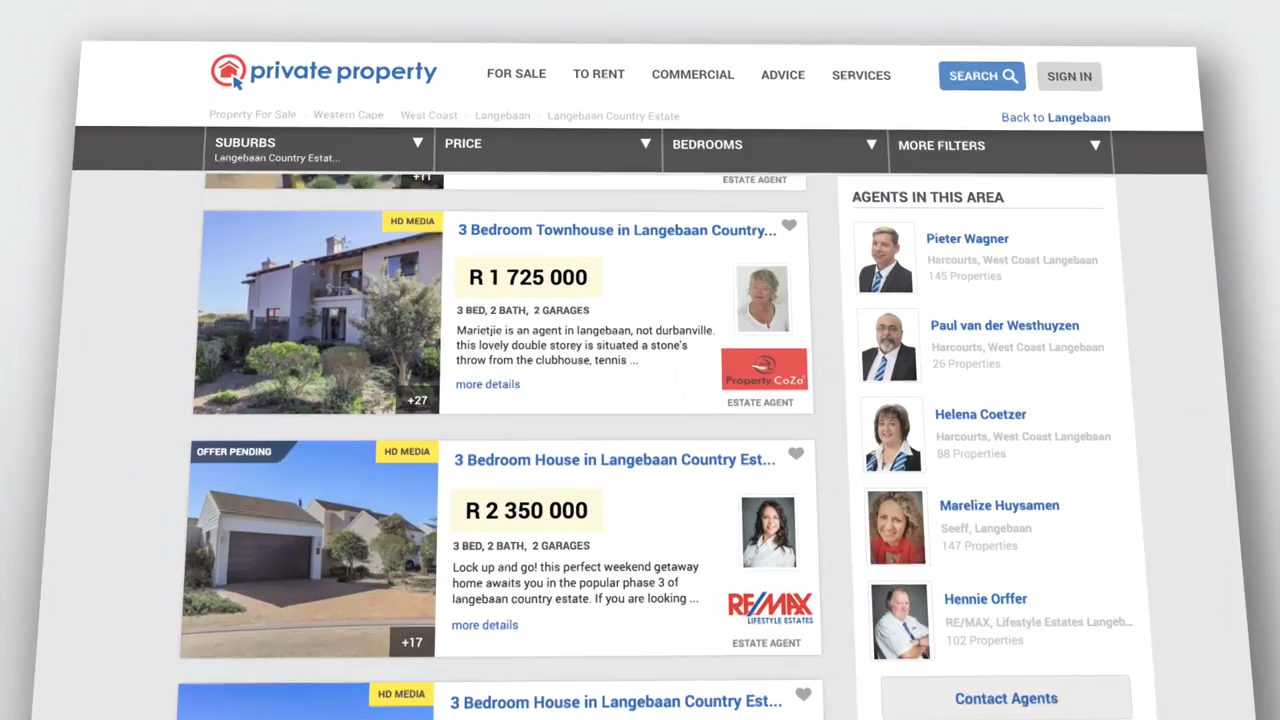 private property
FOR SALE
TO RENT
COMMERCIAL
ADVICE
SERVICES
SEARCH
SIGN IN
Property For Sale
Western Cape
West Coast
Langebaan
Langebaan Country Estate
Back to Langebaan
SUBURBS
Langebaan Country Estat...
PRICE
BEDROOMS
MORE FILTERS
+11
ESTATE AGENT
HD MEDIA
+27
3 Bedroom Townhouse in Langebaan Country...
R 1 725 000
3 BED, 2 BATH, 2 GARAGES
Marietjie is an agent in langebaan, not durbanville.
this lovely double storey is situated a stone's
throw from the clubhouse, tennis ...
more details
Property CoZa
ESTATE AGENT
OFFER PENDING
HD MEDIA
+17
3 Bedroom House in Langebaan Country Est...
R 2 350 000
3 BED, 2 BATH, 2 GARAGES
Lock up and go! this perfect weekend getaway
home awaits you in the popular phase 3 of
langebaan country estate. If you are looking ...
more details
RE/MAX
LIFESTYLE ESTATES
ESTATE AGENT
HD MEDIA
3 Bedroom House in Langebaan Country Est...
AGENTS IN THIS AREA
Pieter Wagner
Harcourts, West Coast Langebaan
145 Properties
Paul van der Westhuyzen
Harcourts, West Coast Langebaan
26 Properties
Helena Coetzer
Harcourts, West Coast Langebaan
88 Properties
Marelize Huysamen
Seeff, Langebaan
147 Properties
Hennie Orffer
RE/MAX, Lifestyle Estates Langeb...
102 Properties
Contact Agents